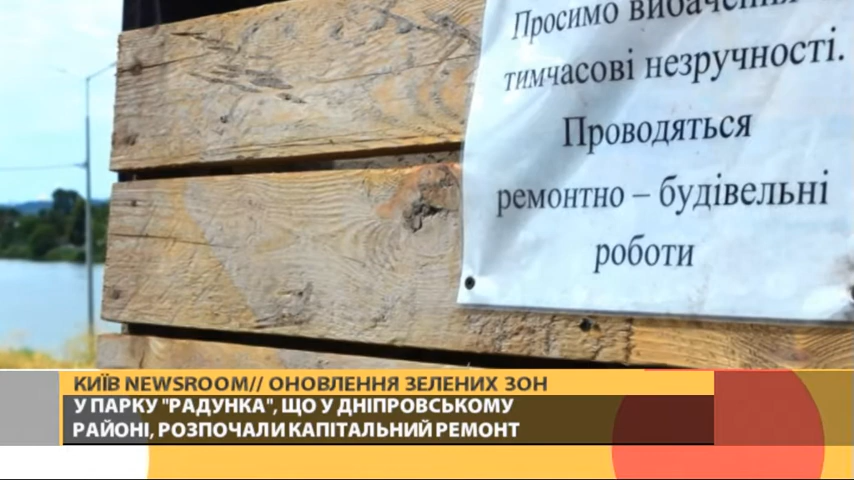 Просимо вибачення
тимчасові незручності.
Проводяться
ремонтно – будівельні
роботи
КИЇВ NEWSROOM// ОНОВЛЕННЯ ЗЕЛЕНИХ ЗОН
У ПАРКУ "РАДУНКА", ЩО У ДНІПРОВСЬКОМУ
РАЙОНІ, РОЗПОЧАЛИ КАПІТАЛЬНИЙ РЕМОНТ